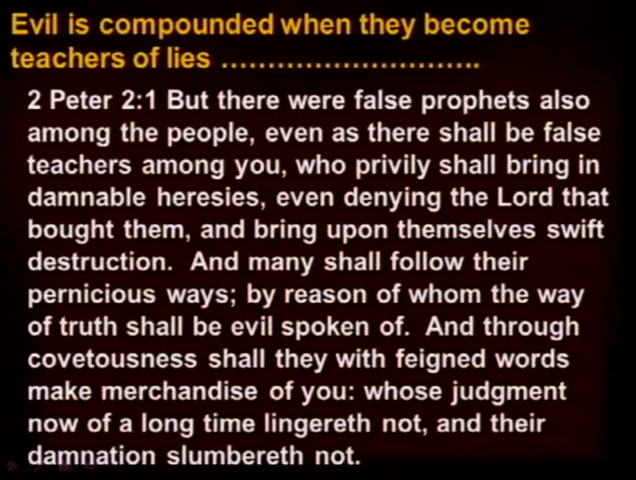 Evil is compounded when they become
teachers of lies ..............................
2 Peter 2:1 But there were false prophets also
among the people, even as there shall be false
teachers among you, who privily shall bring in
damnable heresies, even denying the Lord that
bought them, and bring upon themselves swift
destruction.  And many shall follow their
pernicious ways; by reason of whom the way
of truth shall be evil spoken of.  And through
covetousness shall they with feigned words
make merchandise of you: whose judgment
now of a long time lingereth not, and their
damnation slumbereth not.